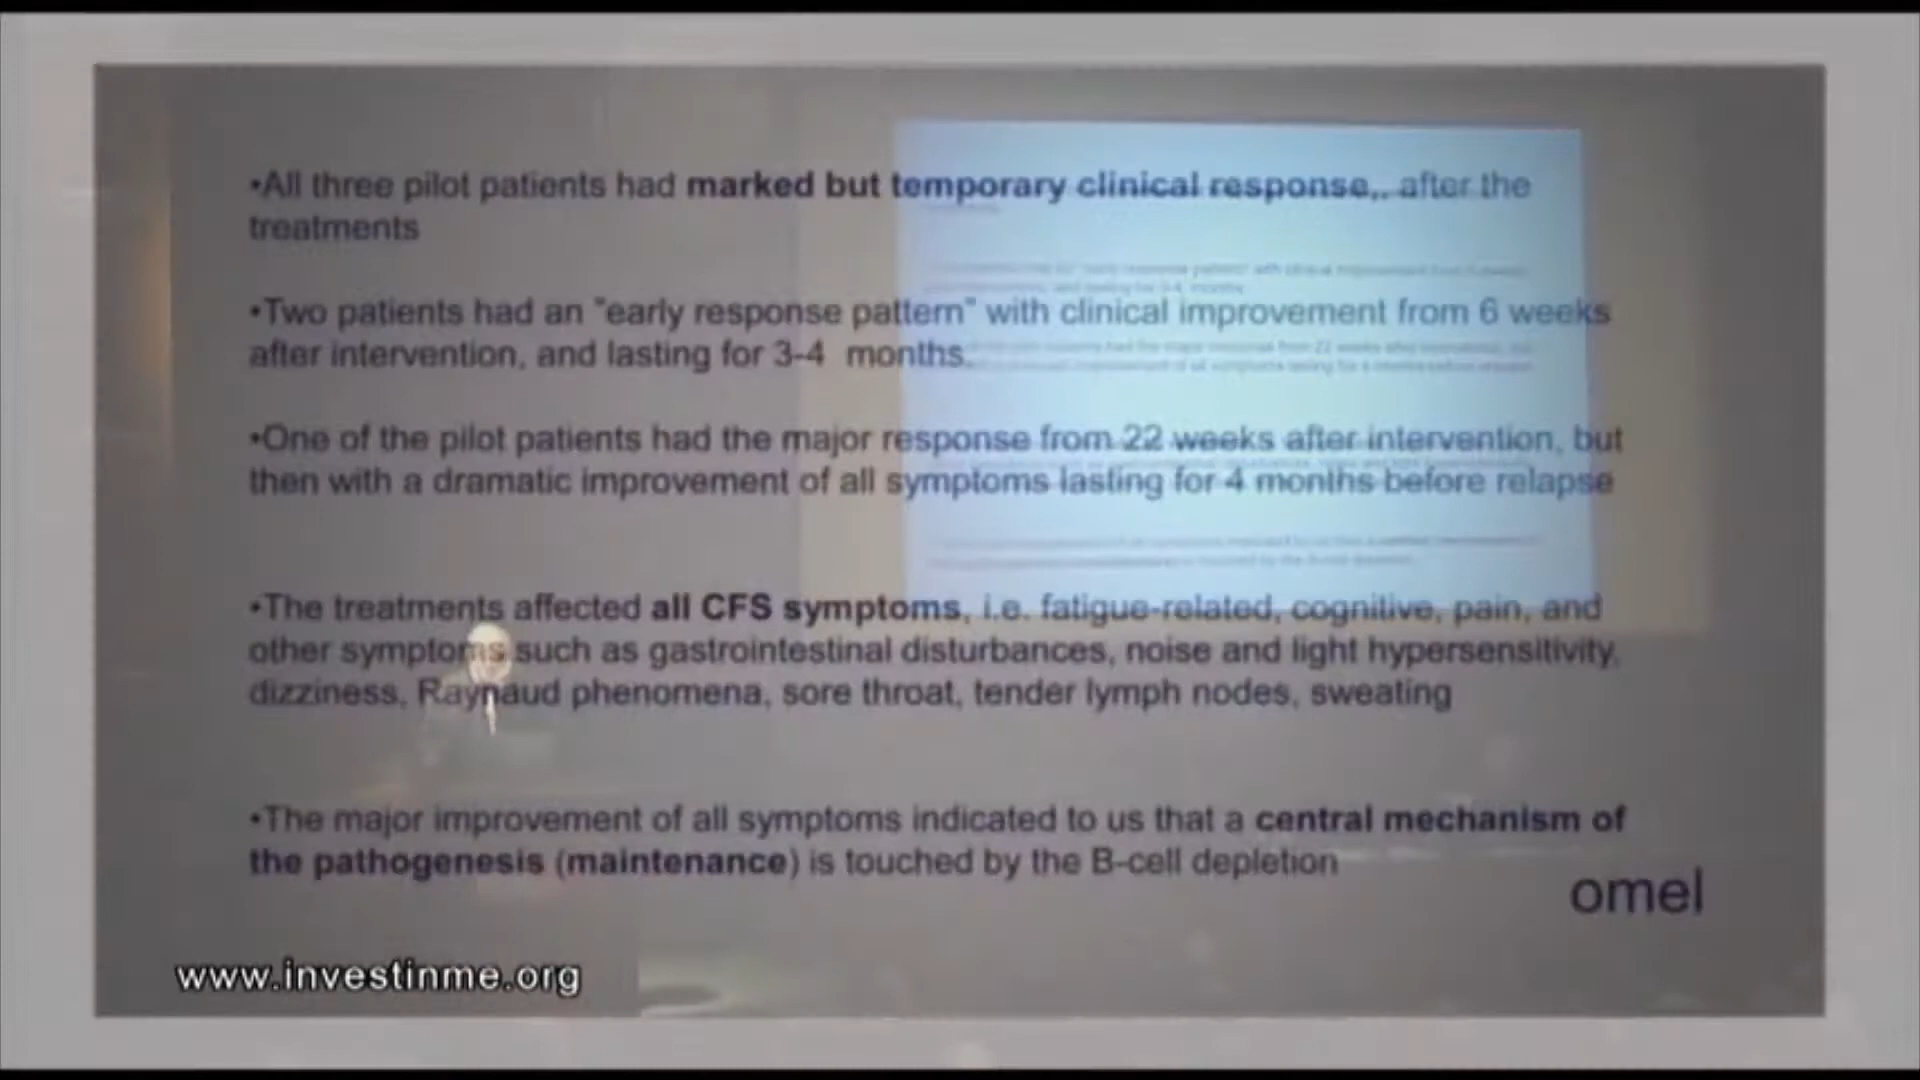 •All three pilot patients had marked but temporary clinical response,. after the
treatments
•Two patients had an "early response pattern" with clinical improvement from 6 weeks
after intervention, and lasting for 3-4 months.
•One of the pilot patients had the major response from 22 weeks after intervention, but
then with a dramatic improvement of all symptoms lasting for 4 months before relapse
•The treatments affected all CFS symptoms, i.e. fatigue-related, cognitive, pain, and
other symptoms such as gastrointestinal disturbances, noise and light hypersensitivity,
dizziness, Raynaud phenomena, sore throat, tender lymph nodes, sweating
•The major improvement of all symptoms indicated to us that a central mechanism of
the pathogenesis (maintenance) is touched by the B-cell depletion
omel
www.investinme.org